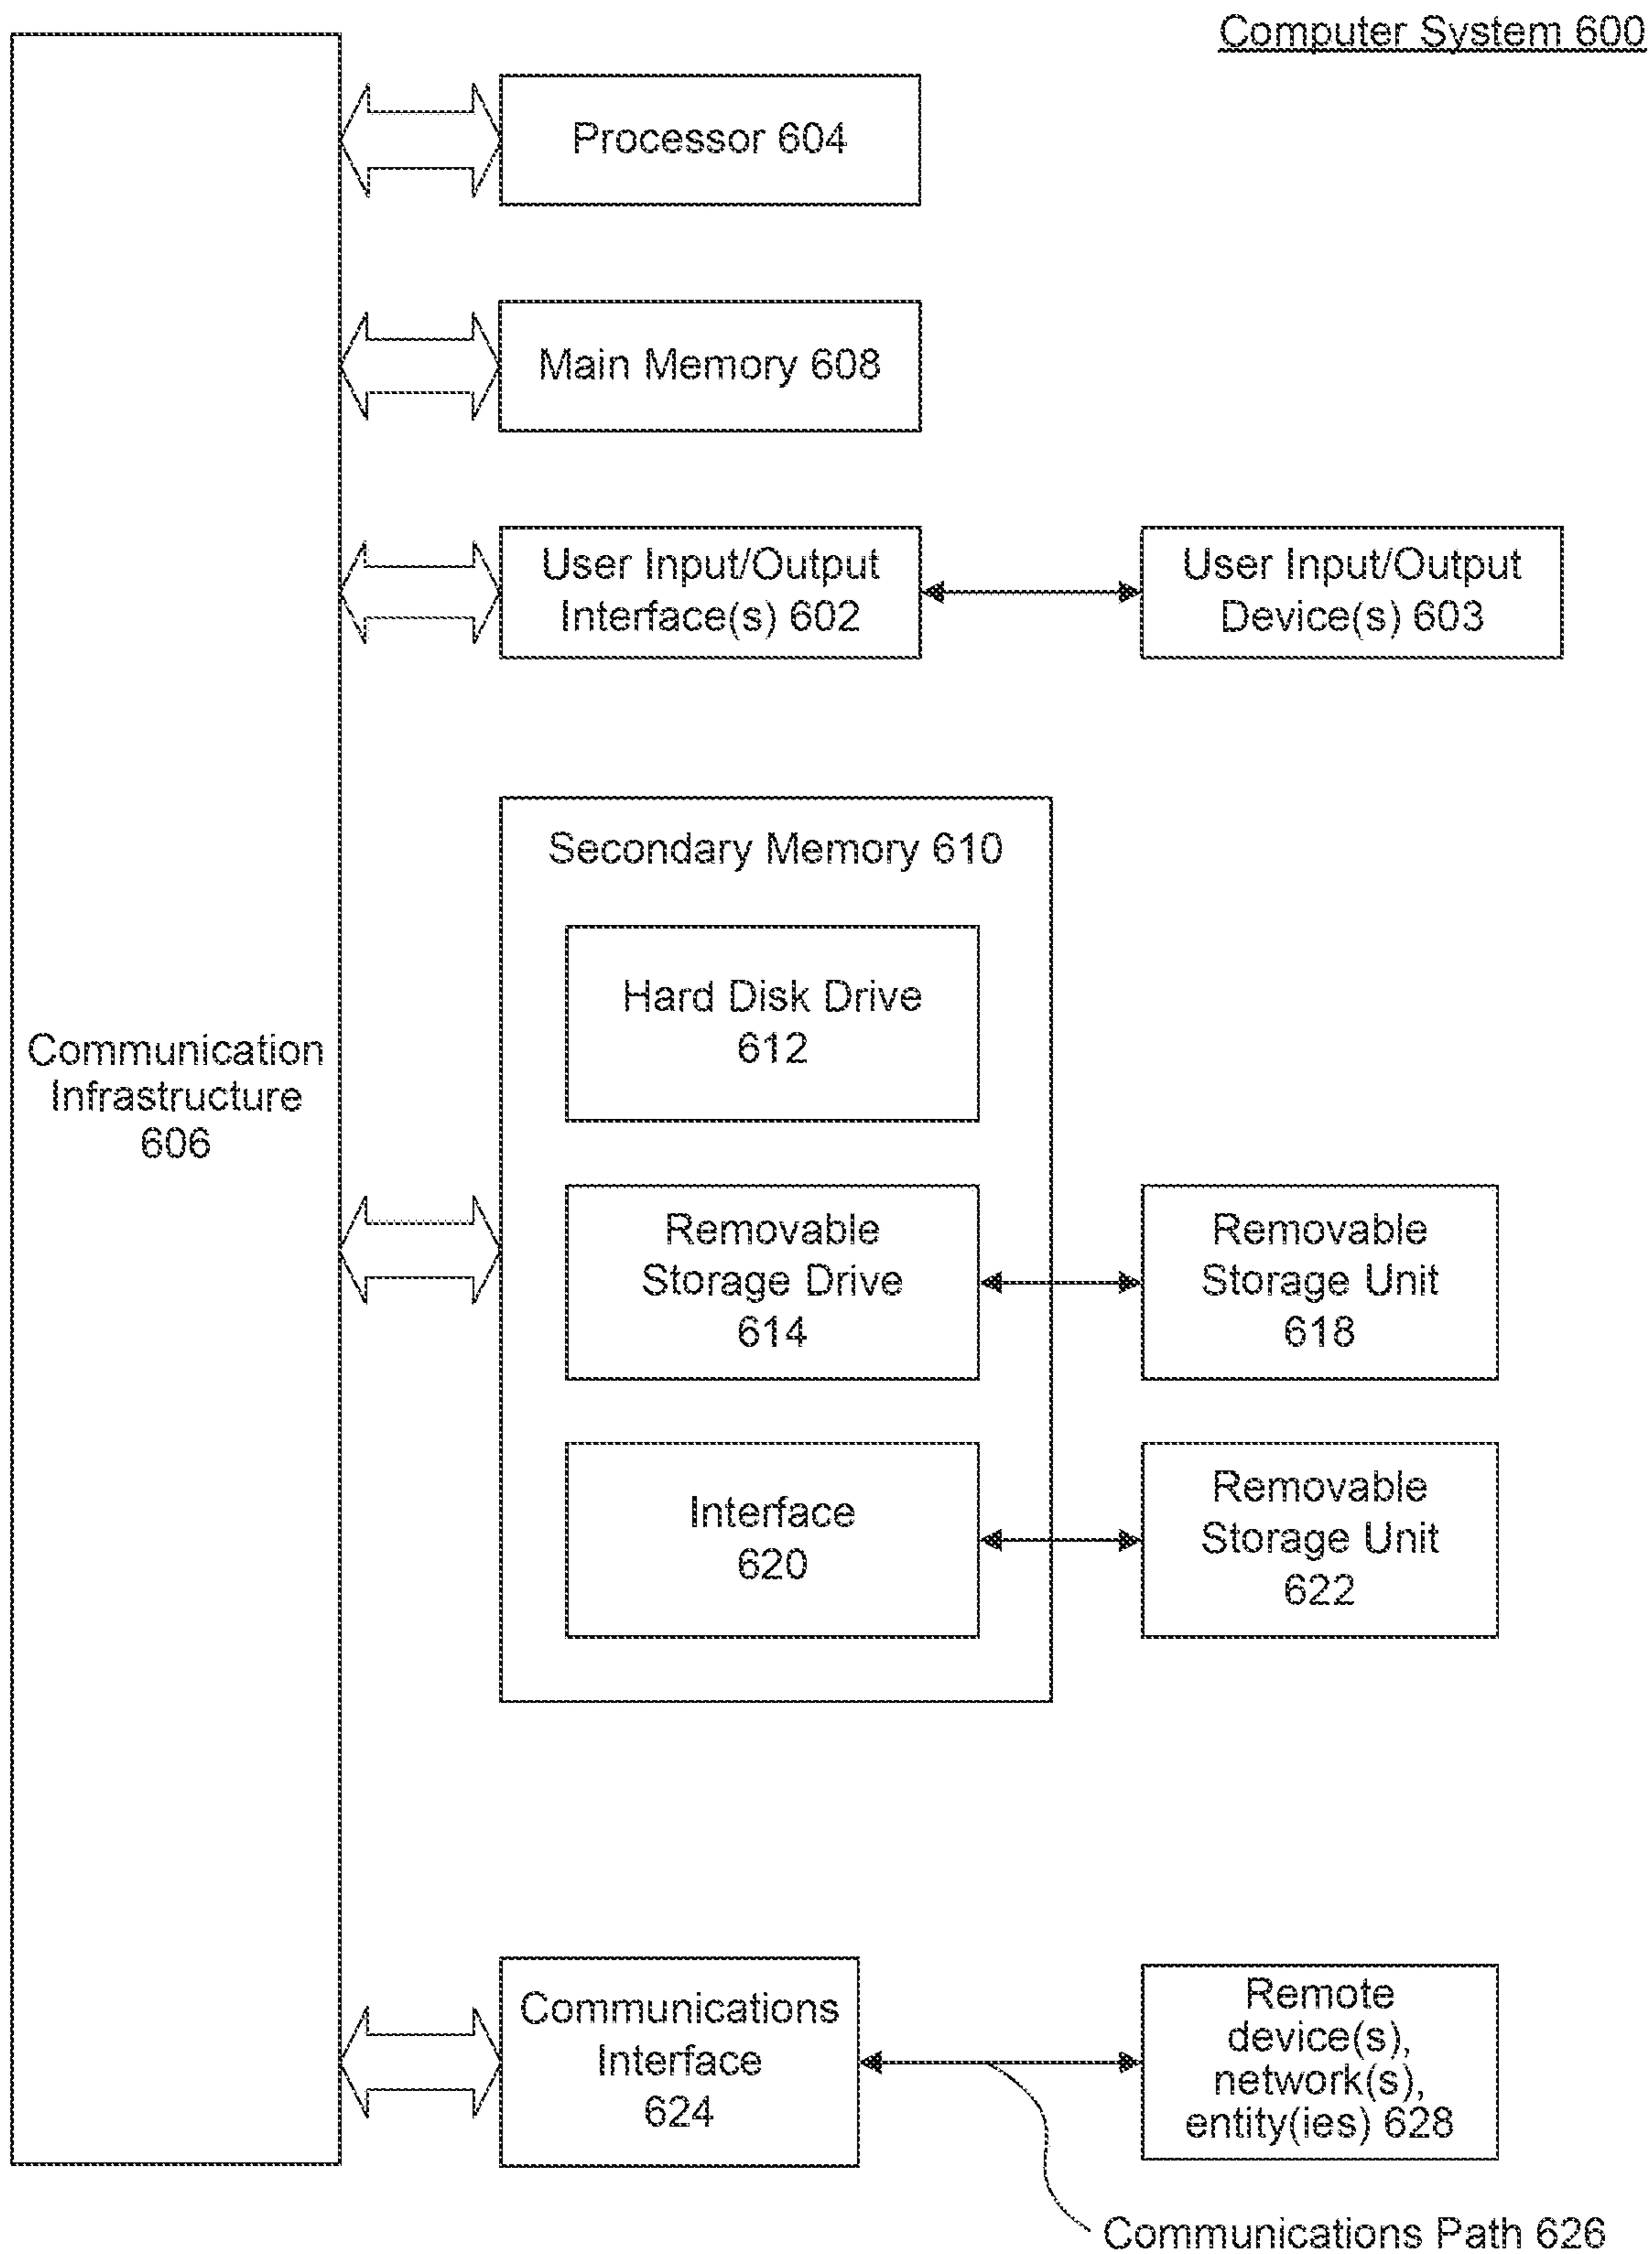 Computer System 600
Processor 604
Main Memory 608
User Input/Output
Interface(s) 602
User Input/Output
Device(s) 603
Secondary Memory 610
Hard Disk Drive
612
Communication
Infrastructure
606
Removable
Storage Drive
614
Removable
Storage Unit
618
Interface
620
Removable
Storage Unit
622
Communications
Interface
624
Remote
device(s),
network(s),
entity(ies) 628
Communications Path 626